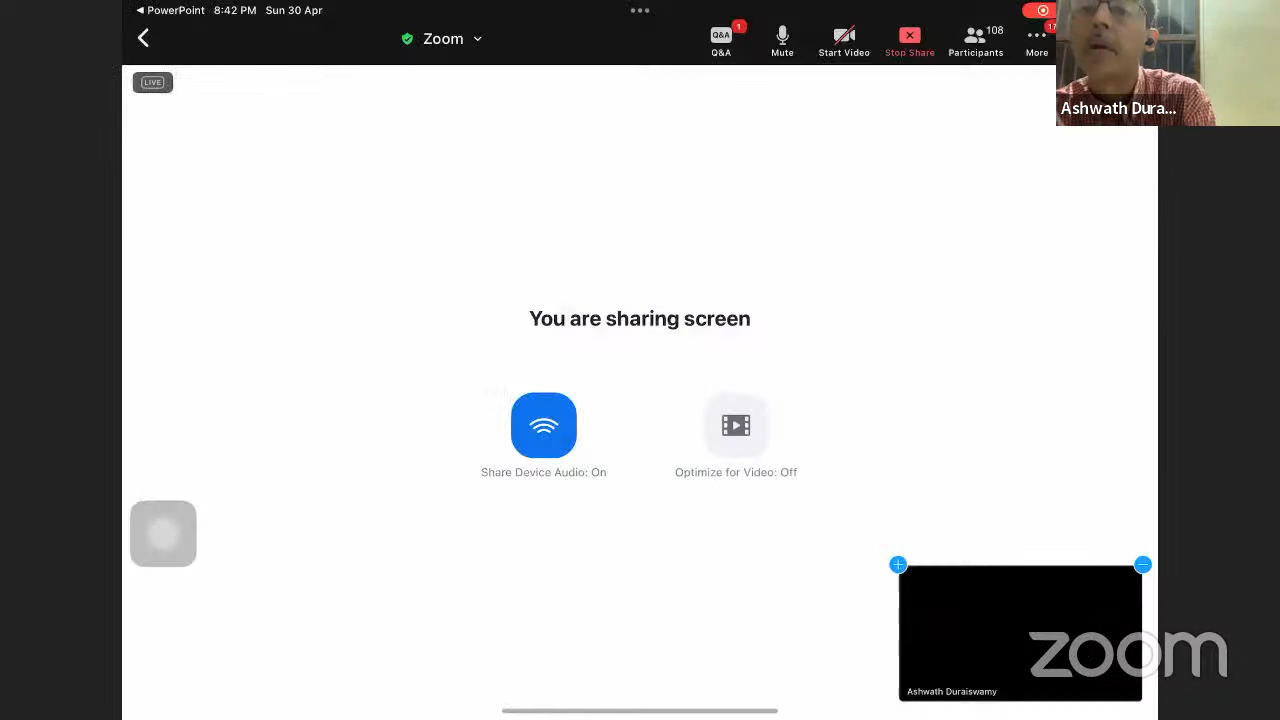 PowerPoint 8:42 PM Sun 30 Apr
Zoom
Q&A 1
Q&A
Mute
Start Video
Stop Share
108
Participants
17
More
Ashwath Dura...
LIVE
You are sharing screen
Share Device Audio: On
Optimize for Video: Off
Ashwath Duraiswamy
zoom